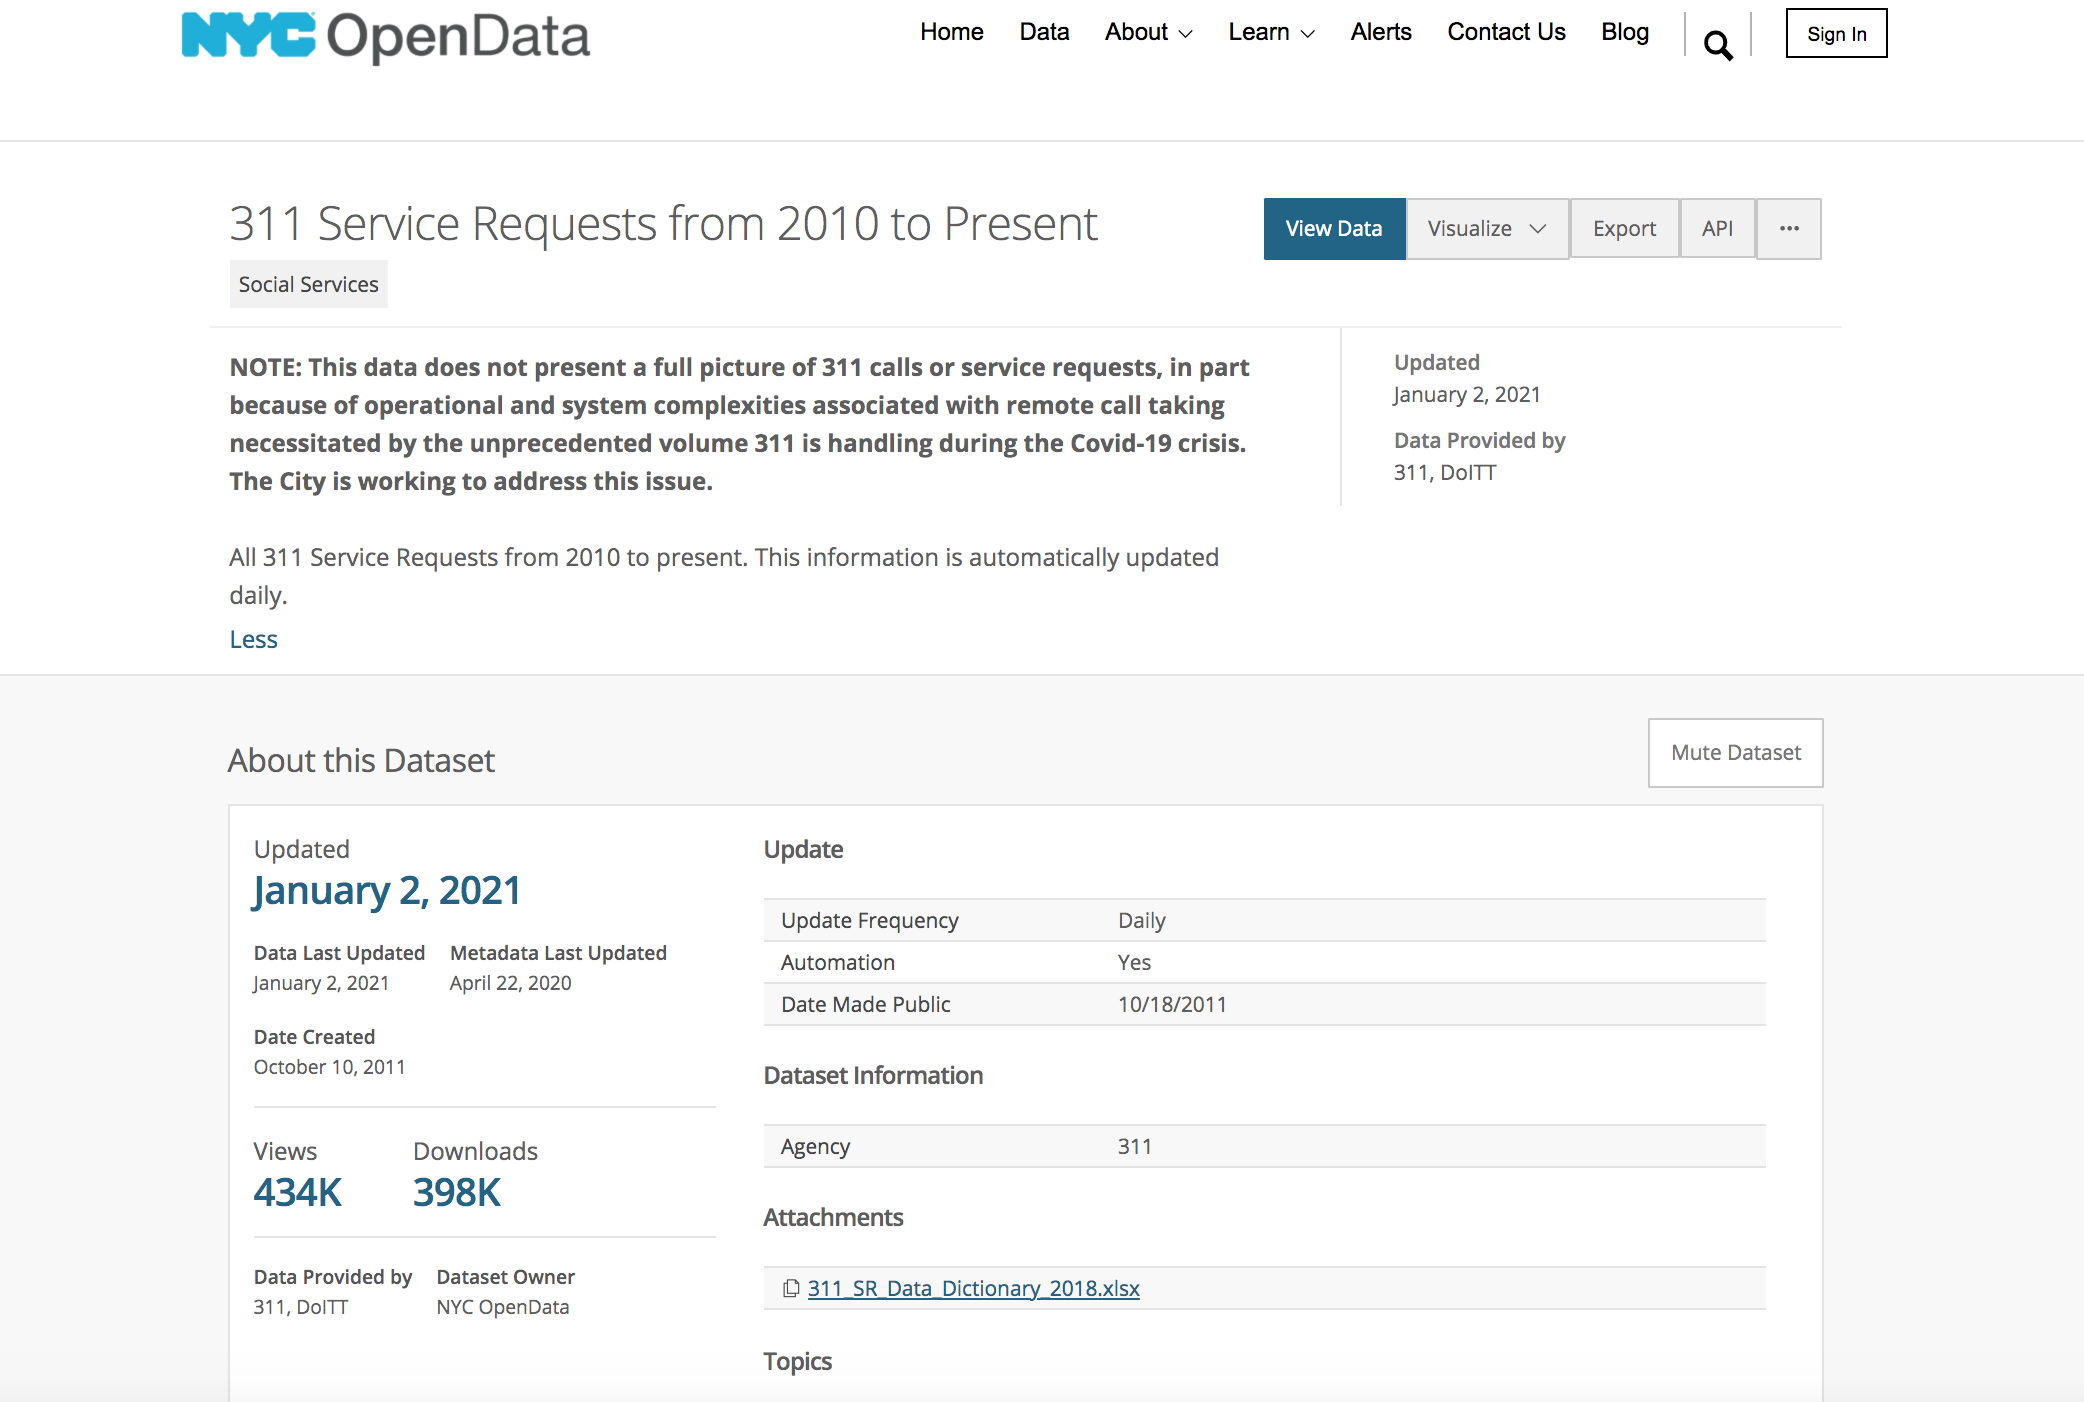 NYC OpenData
Home Data About Learn Alerts Contact Us Blog Sign In
311 Service Requests from 2010 to Present
View Data Visualize Export API ...
Social Services
NOTE: This data does not present a full picture of 311 calls or service requests, in part
because of operational and system complexities associated with remote call taking
necessitated by the unprecedented volume 311 is handling during the Covid-19 crisis.
The City is working to address this issue.
All 311 Service Requests from 2010 to present. This information is automatically updated
daily.
Less
Updated
January 2, 2021
Data Provided by
311, DoITT
About this Dataset
Mute Dataset
Updated
January 2, 2021
Data Last Updated Metadata Last Updated
January 2, 2021 April 22, 2020
Date Created
October 10, 2011
Views Downloads
434K 398K
Data Provided by Dataset Owner
311, DoITT NYC OpenData
Update
Update Frequency Daily
Automation Yes
Date Made Public 10/18/2011
Dataset Information
Agency 311
Attachments
311_SR_Data_Dictionary_2018.xlsx
Topics